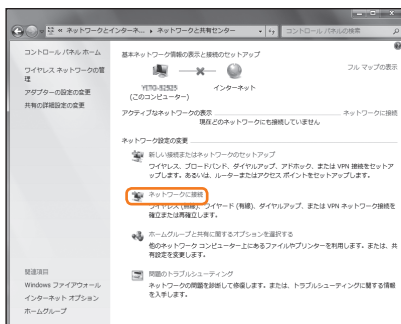 « ネットワークとインターネ... ▸ ネットワークと共有センター
コントロール パネルの検索
コントロール パネル ホーム
ワイヤレス ネットワークの管理
アダプターの設定の変更
共有の詳細設定の変更
基本ネットワーク情報の表示と接続のセットアップ
フル マップの表示
(このコンピューター)
インターネット
アクティブなネットワークの表示
ネットワークに接続
現在どのネットワークにも接続していません
ネットワーク設定の変更
新しい接続またはネットワークのセットアップ
ワイヤレス、ブロードバンド、ダイヤルアップ、アドホック、または VPN 接続をセットア
ップします。あるいは、ルーターまたはアクセス ポイントをセットアップします。
ネットワークに接続
ワイヤレス (無線)、ワイヤード (有線)、ダイヤルアップ、または VPN ネットワーク接続を
確立または再確立します。
ホームグループと共有に関するオプションを選択する
他のネットワーク コンピューター上にあるファイルやプリンターを利用します。または、共
有設定を変更します。
問題のトラブルシューティング
ネットワークの問題を診断して修復します。または、トラブルシューティングに関する情報
を入手します。
関連項目
Windows ファイアウォール
インターネット オプション
ホームグループ